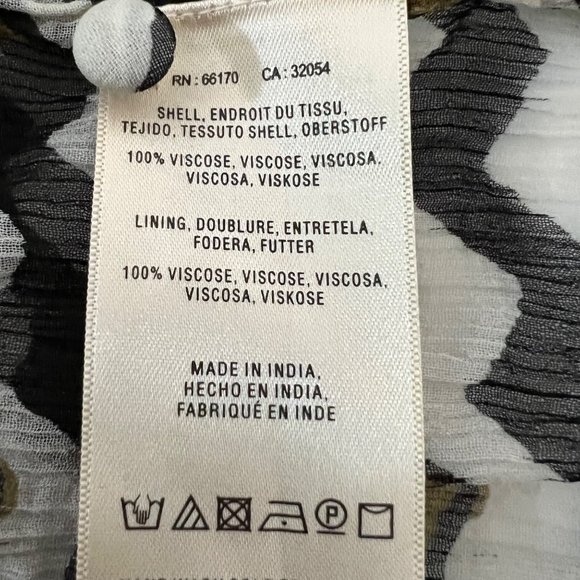 RN : 66170 CA : 32054
SHELL, ENDROIT DU TISSU,
TEJIDO, TESSUTO SHELL, OBERSTOFF
100% VISCOSE, VISCOSE, VISCOSA,
VISCOSA, VISKOSE
LINING, DOUBLURE, ENTRETELA,
FODERA, FUTTER
100% VISCOSE, VISCOSE, VISCOSA,
VISCOSA, VISKOSE
MADE IN INDIA,
HECHO EN INDIA,
FABRIQUÉ EN INDE
P